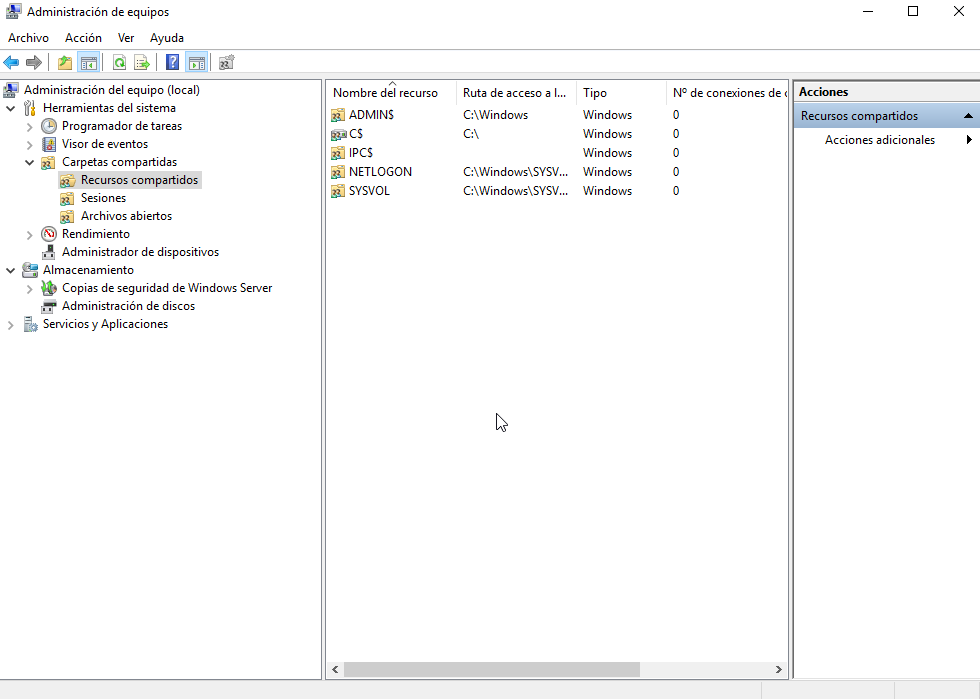 Administración de equipos
Archivo Acción Ver Ayuda
Administración del equipo (local)
Herramientas del sistema
Programador de tareas
Visor de eventos
Carpetas compartidas
Recursos compartidos
Sesiones
Archivos abiertos
Rendimiento
Administrador de dispositivos
Almacenamiento
Copias de seguridad de Windows Server
Administración de discos
Servicios y Aplicaciones
Nombre del recurso Ruta de acceso a l... Tipo Nº de conexiones de c
ADMIN$ C:\Windows Windows 0
C$ C:\ Windows 0
IPC$ Windows 0
NETLOGON C:\Windows\SYSV... Windows 0
SYSVOL C:\Windows\SYSV... Windows 0
Acciones
Recursos compartidos
Acciones adicionales